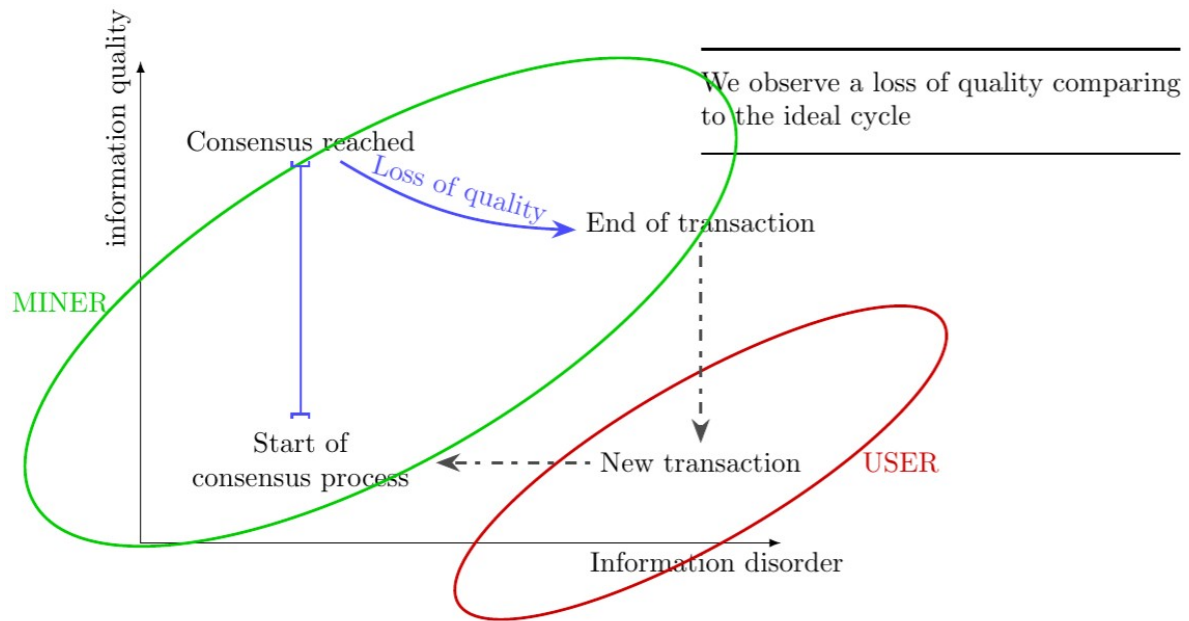 information quality
We observe a loss of quality comparing
to the ideal cycle
Consensus reached
Loss of quality
End of transaction
MINER
Start of
consensus process
New transaction
USER
Information disorder